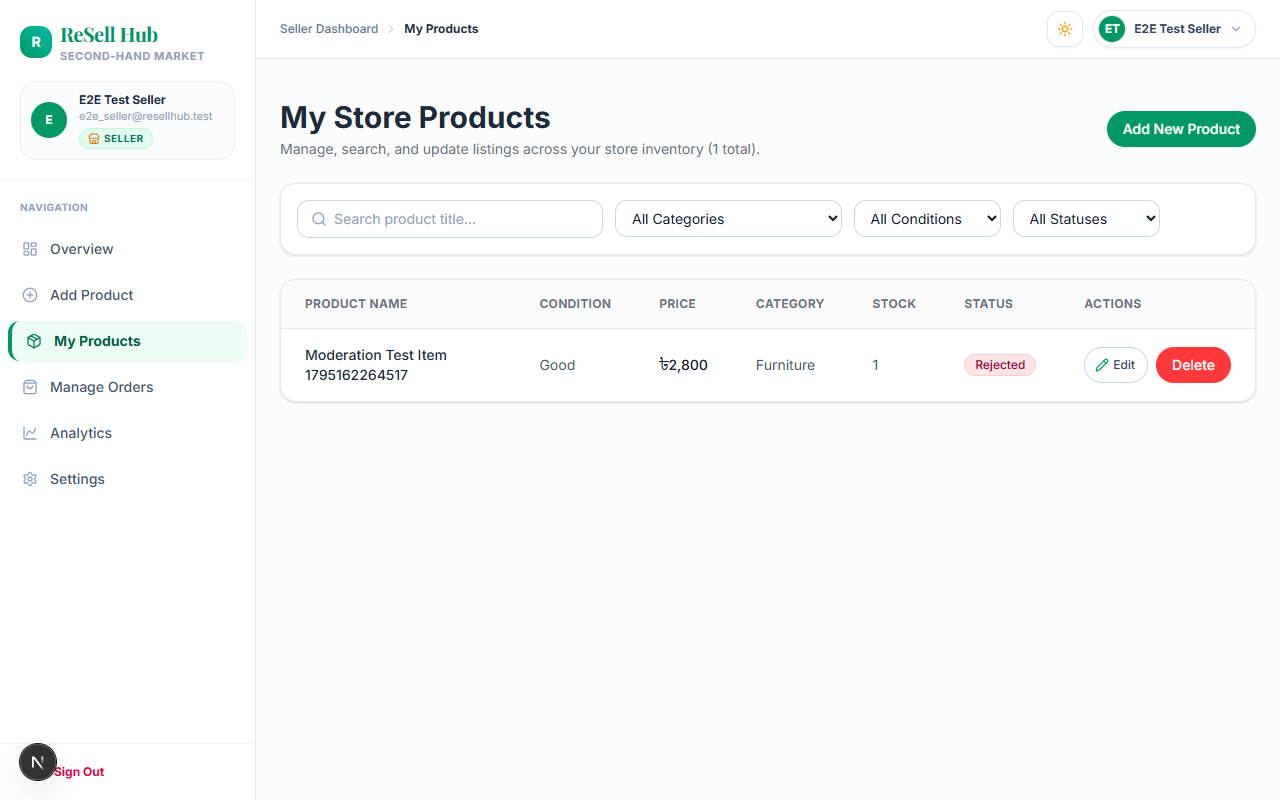 R
ReSell Hub
SECOND-HAND MARKET
E
E2E Test Seller
e2e_seller@resellhub.test
SELLER
NAVIGATION
Overview
Add Product
My Products
Manage Orders
Analytics
Settings
N
Sign Out
Seller Dashboard
My Products
ET
E2E Test Seller
My Store Products
Manage, search, and update listings across your store inventory (1 total).
Add New Product
Search product title...
All Categories
All Conditions
All Statuses
PRODUCT NAME CONDITION PRICE CATEGORY STOCK STATUS ACTIONS
Moderation Test Item
1795162264517
Good ৳2,800 Furniture 1 Rejected Edit Delete